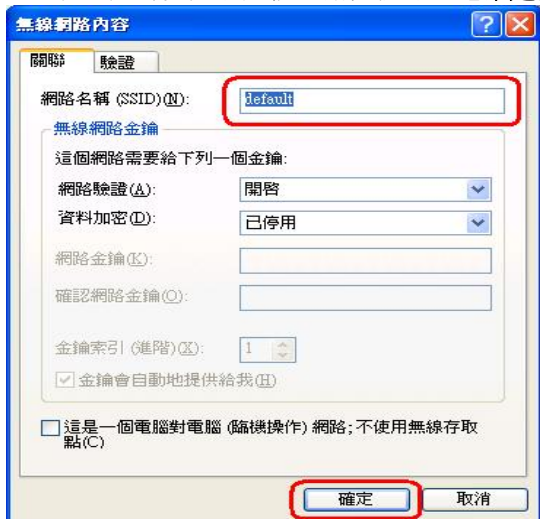 無線網路內容
關聯
驗證
網路名稱 (SSID)(N):
default
無線網路金鑰
這個網路需要給下列一個金鑰:
網路驗證(A):
開啓
資料加密(D):
已停用
網路金鑰(K):
確認網路金鑰(O):
金鑰索引 (進階)(X):
1
金鑰會自動地提供給我(H)
這是一個電腦對電腦 (臨機操作) 網路;不使用無線存取
點(C)
確定
取消